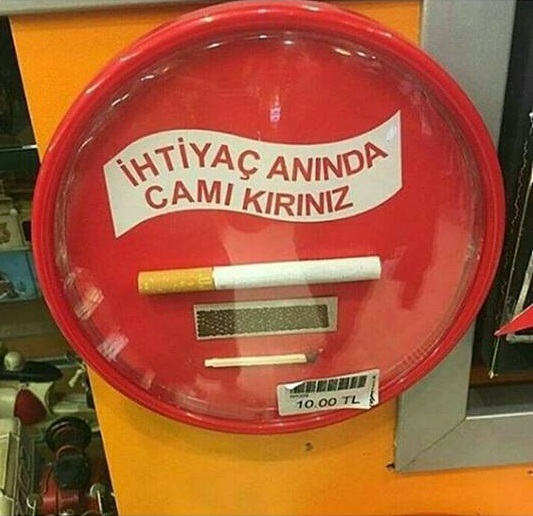 İHTİYAÇ ANINDA
CAMI KIRINIZ
10.00 TL